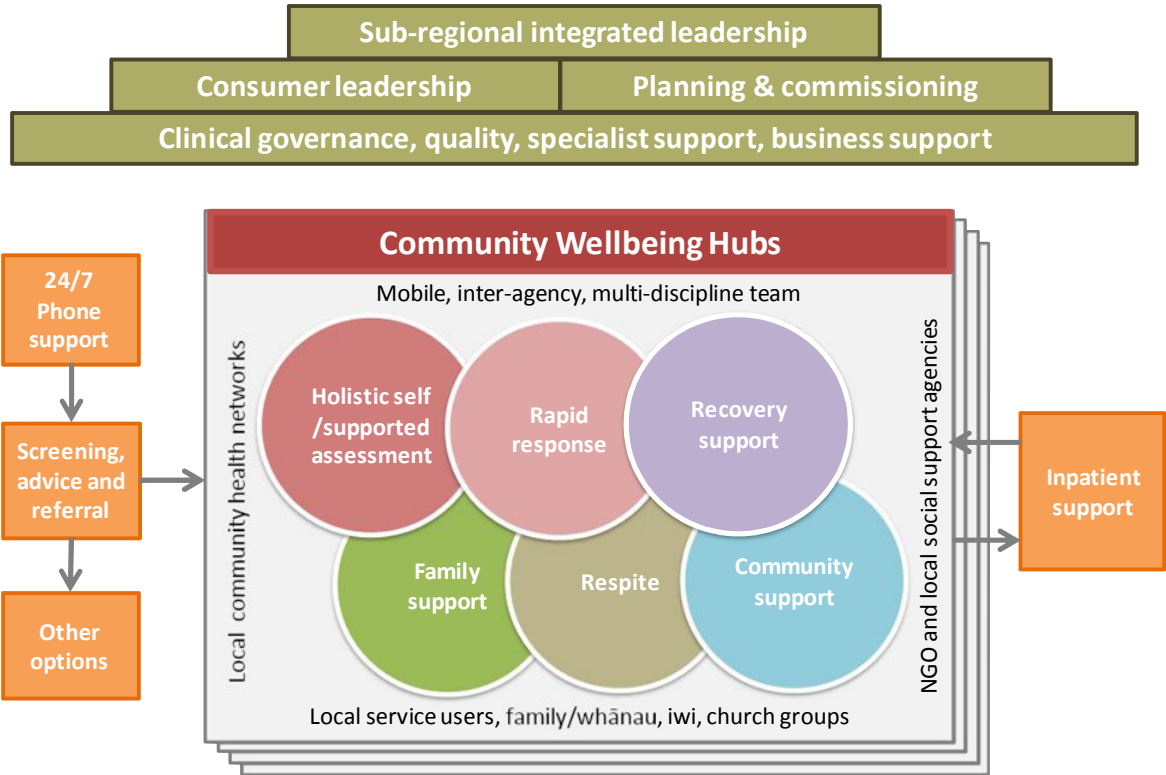 Sub-regional integrated leadership
Consumer leadership
Planning & commissioning
Clinical governance, quality, specialist support, business support
Community Wellbeing Hubs
Mobile, inter-agency, multi-discipline team
24/7
Phone
support
Screening,
advice and
referral
Other
options
Local community health networks
Holistic self
/supported
assessment
Rapid
response
Recovery
support
Family
support
Respite
Community
support
NGO and local social support agencies
Inpatient
support
Local service users, family/whānau, iwi, church groups